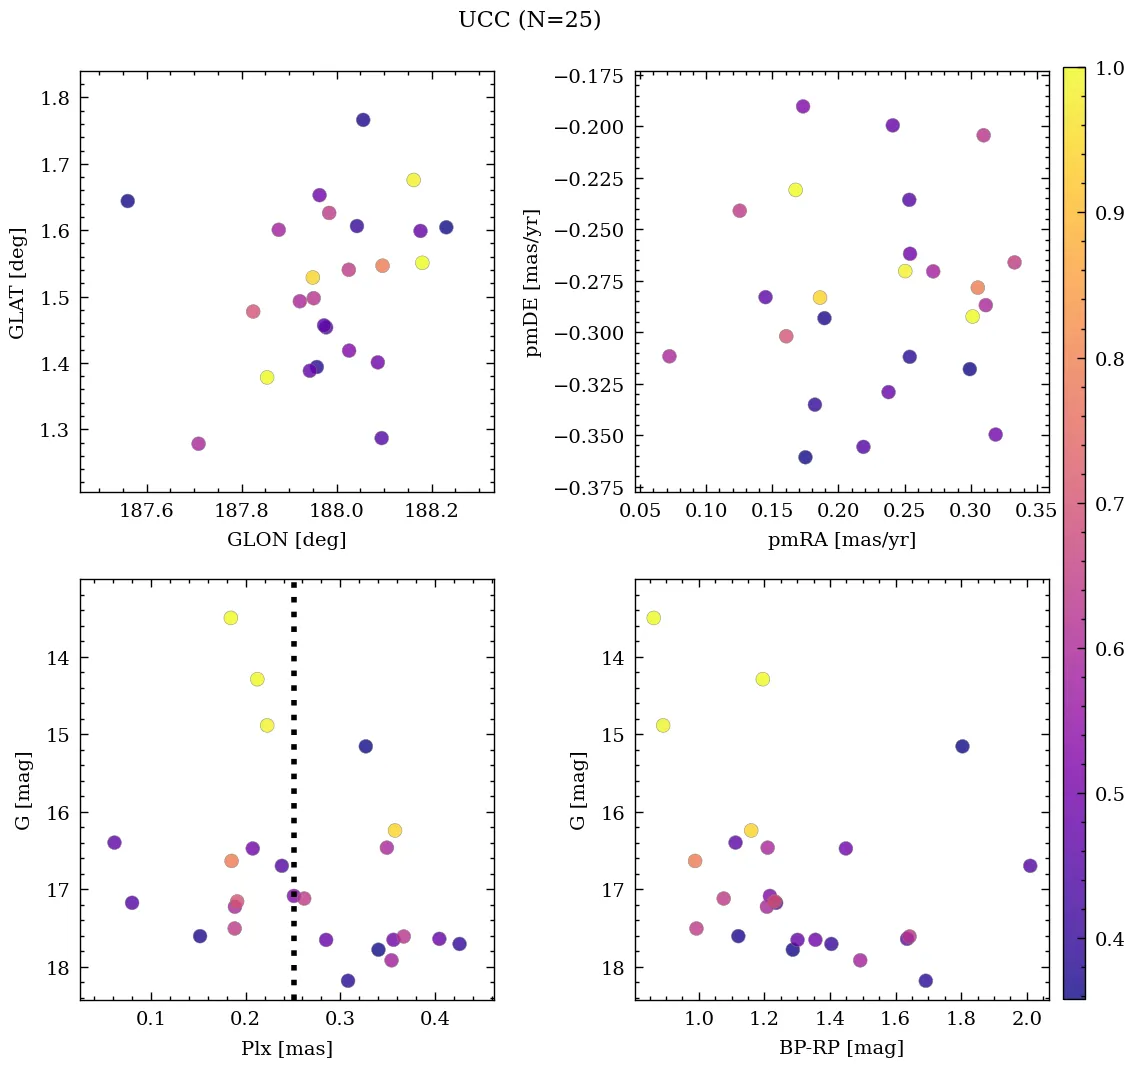 UCC (N=25)
1.8
1.7
1.6
1.5
1.4
1.3
GLAT [deg]
187.6 187.8 188.0 188.2
GLON [deg]
−0.175
−0.200
−0.225
−0.250
−0.275
−0.300
−0.325
−0.350
−0.375
pmDE [mas/yr]
0.05 0.10 0.15 0.20 0.25 0.30 0.35
pmRA [mas/yr]
14
15
16
17
18
G [mag]
0.1 0.2 0.3 0.4
Plx [mas]
14
15
16
17
18
G [mag]
1.0 1.2 1.4 1.6 1.8 2.0
BP-RP [mag]
1.0
0.9
0.8
0.7
0.6
0.5
0.4